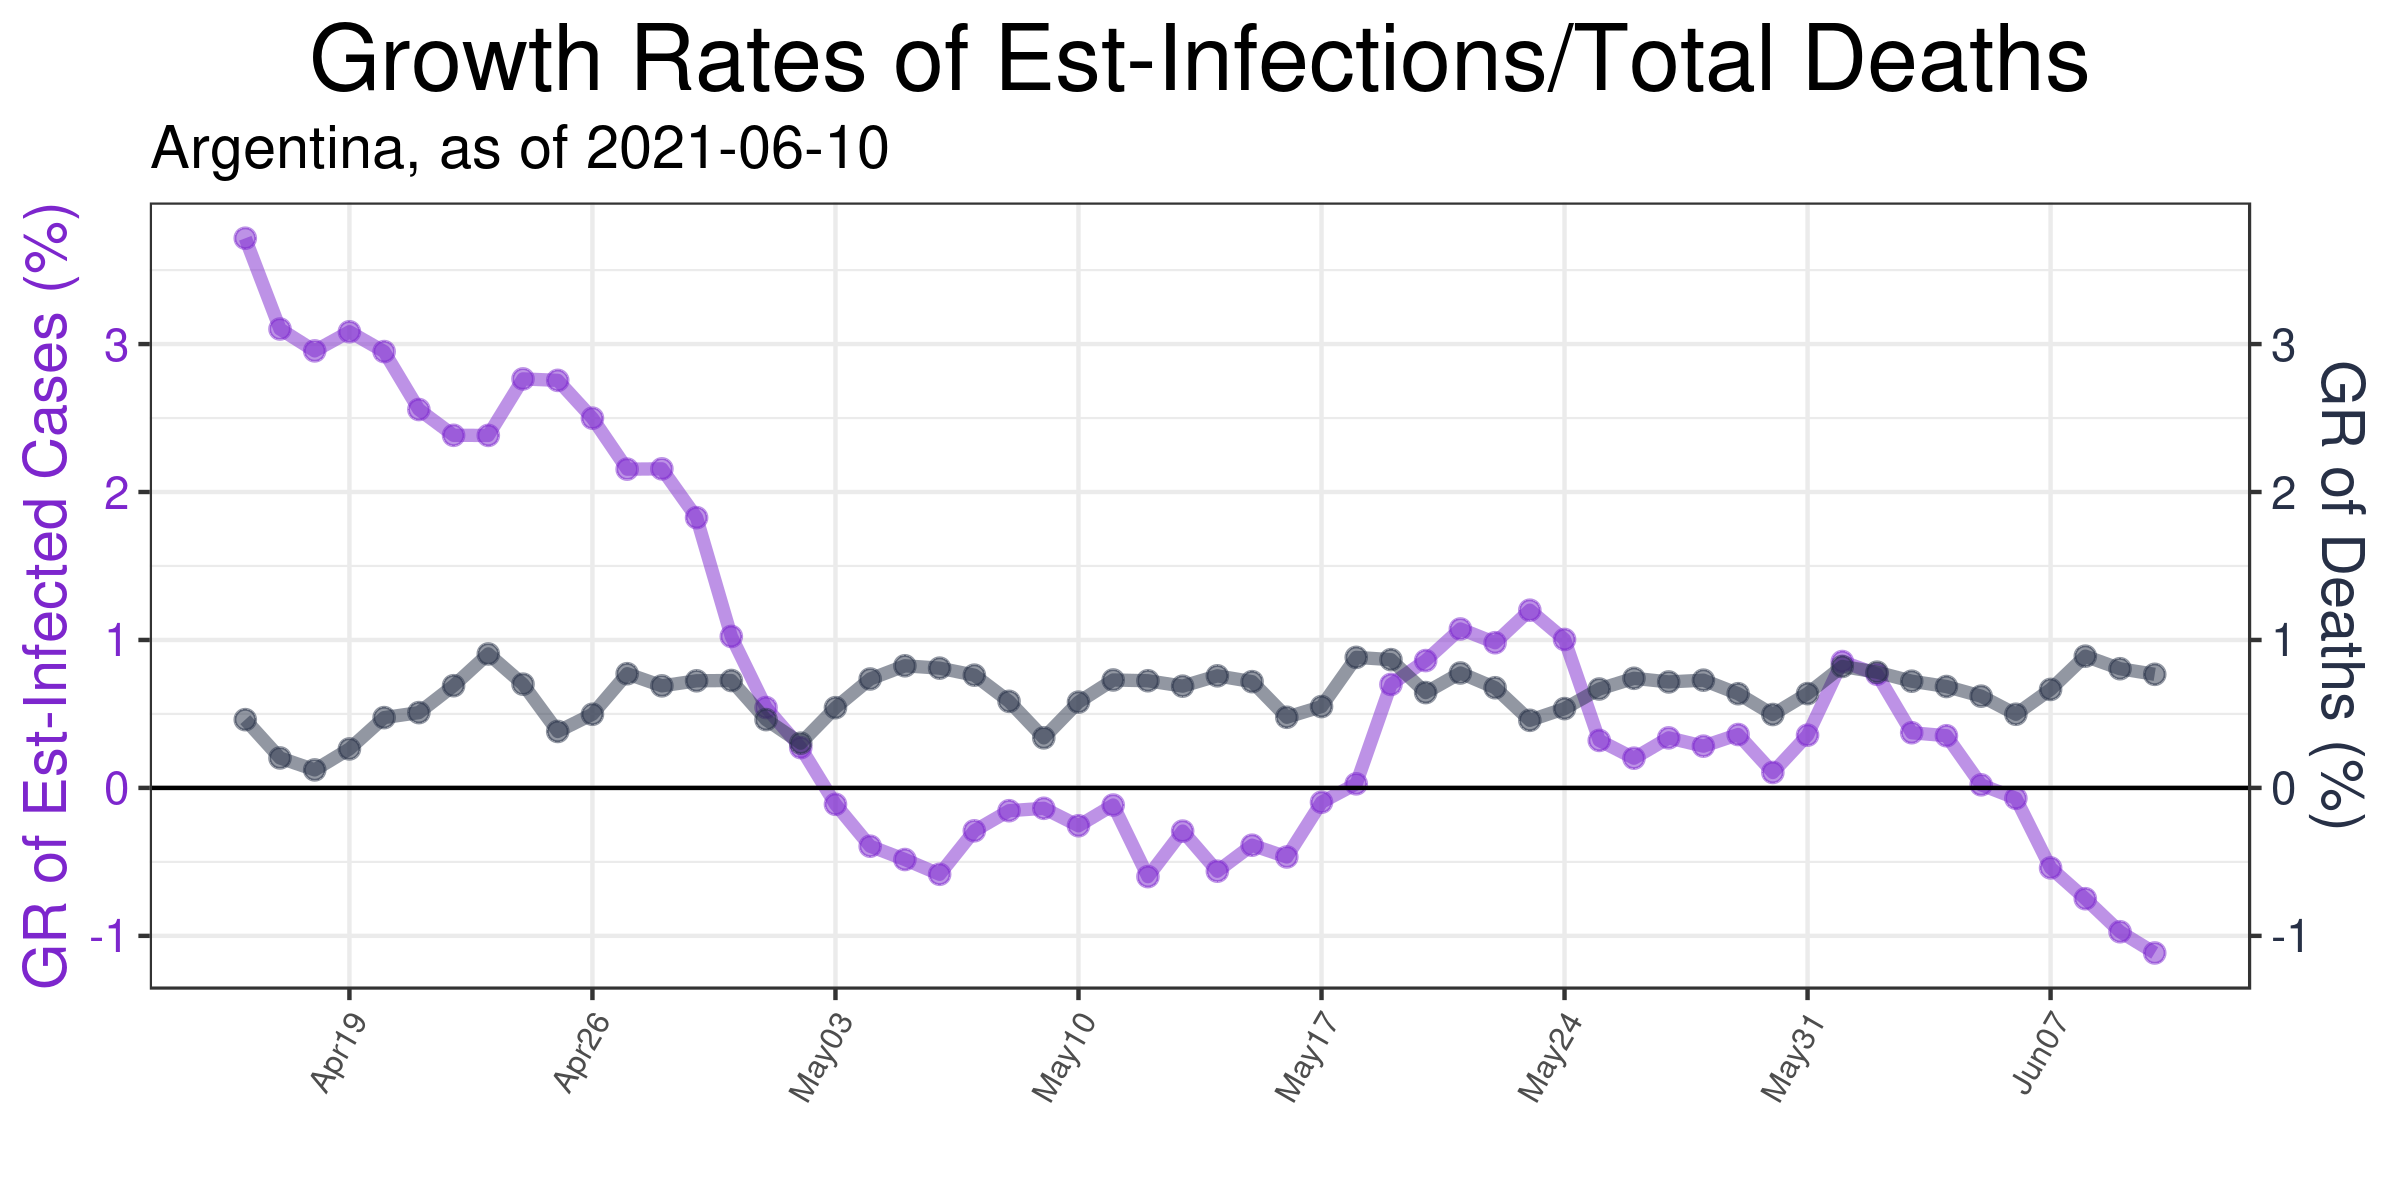 Growth Rates of Est-Infections/Total Deaths
Argentina, as of 2021-06-10
GR of Est-Infected Cases (%)
3
2
1
0
-1
3
2
1
0
-1
GR of Deaths (%)
Apr19
Apr26
May03
May10
May17
May24
May31
Jun07